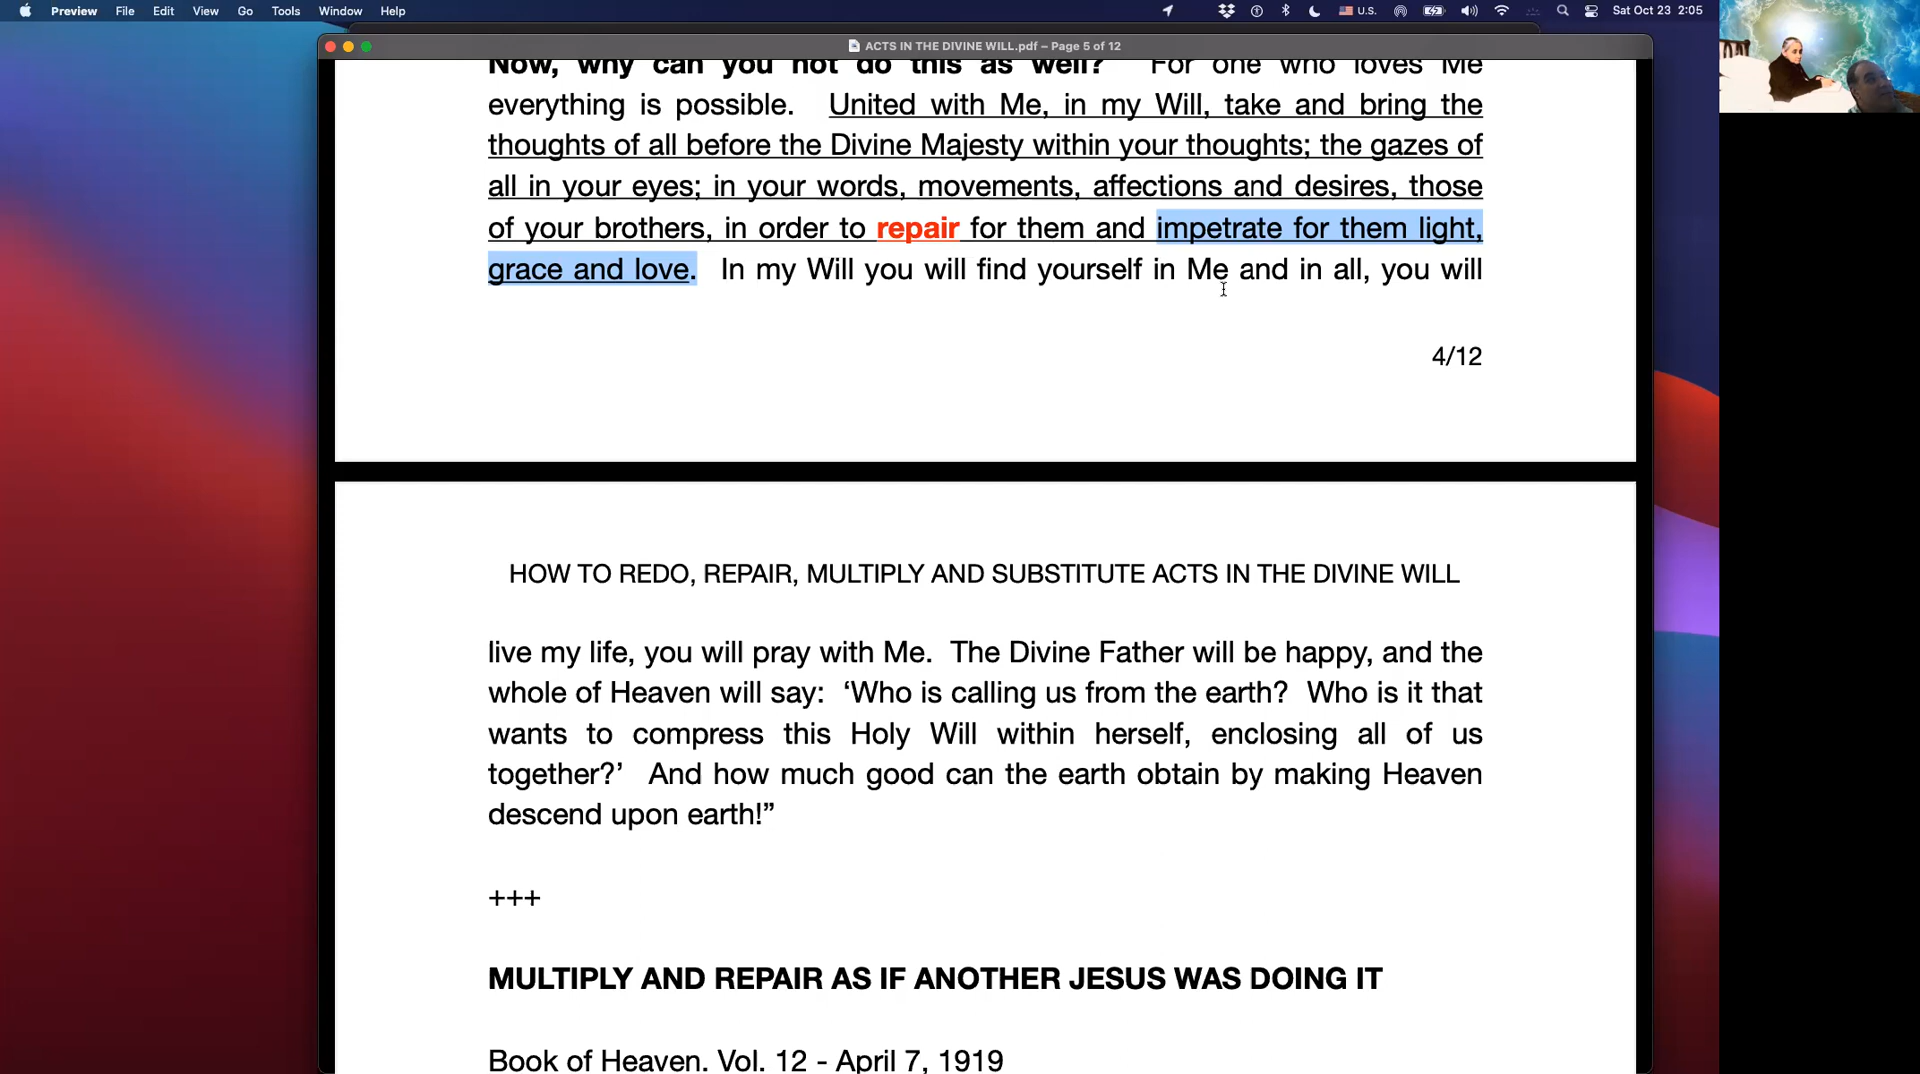 Preview File Edit View Go Tools Window Help U.S. Sat Oct 23 2:05
ACTS IN THE DIVINE WILL.pdf – Page 5 of 12
Now, why can you not do this as well? For one who loves Me
everything is possible. United with Me, in my Will, take and bring the
thoughts of all before the Divine Majesty within your thoughts; the gazes of
all in your eyes; in your words, movements, affections and desires, those
of your brothers, in order to repair for them and impetrate for them light,
grace and love. In my Will you will find yourself in Me and in all, you will
4/12
HOW TO REDO, REPAIR, MULTIPLY AND SUBSTITUTE ACTS IN THE DIVINE WILL
live my life, you will pray with Me. The Divine Father will be happy, and the
whole of Heaven will say: ‘Who is calling us from the earth? Who is it that
wants to compress this Holy Will within herself, enclosing all of us
together?’ And how much good can the earth obtain by making Heaven
descend upon earth!”
+++
MULTIPLY AND REPAIR AS IF ANOTHER JESUS WAS DOING IT
Book of Heaven. Vol. 12 - April 7, 1919